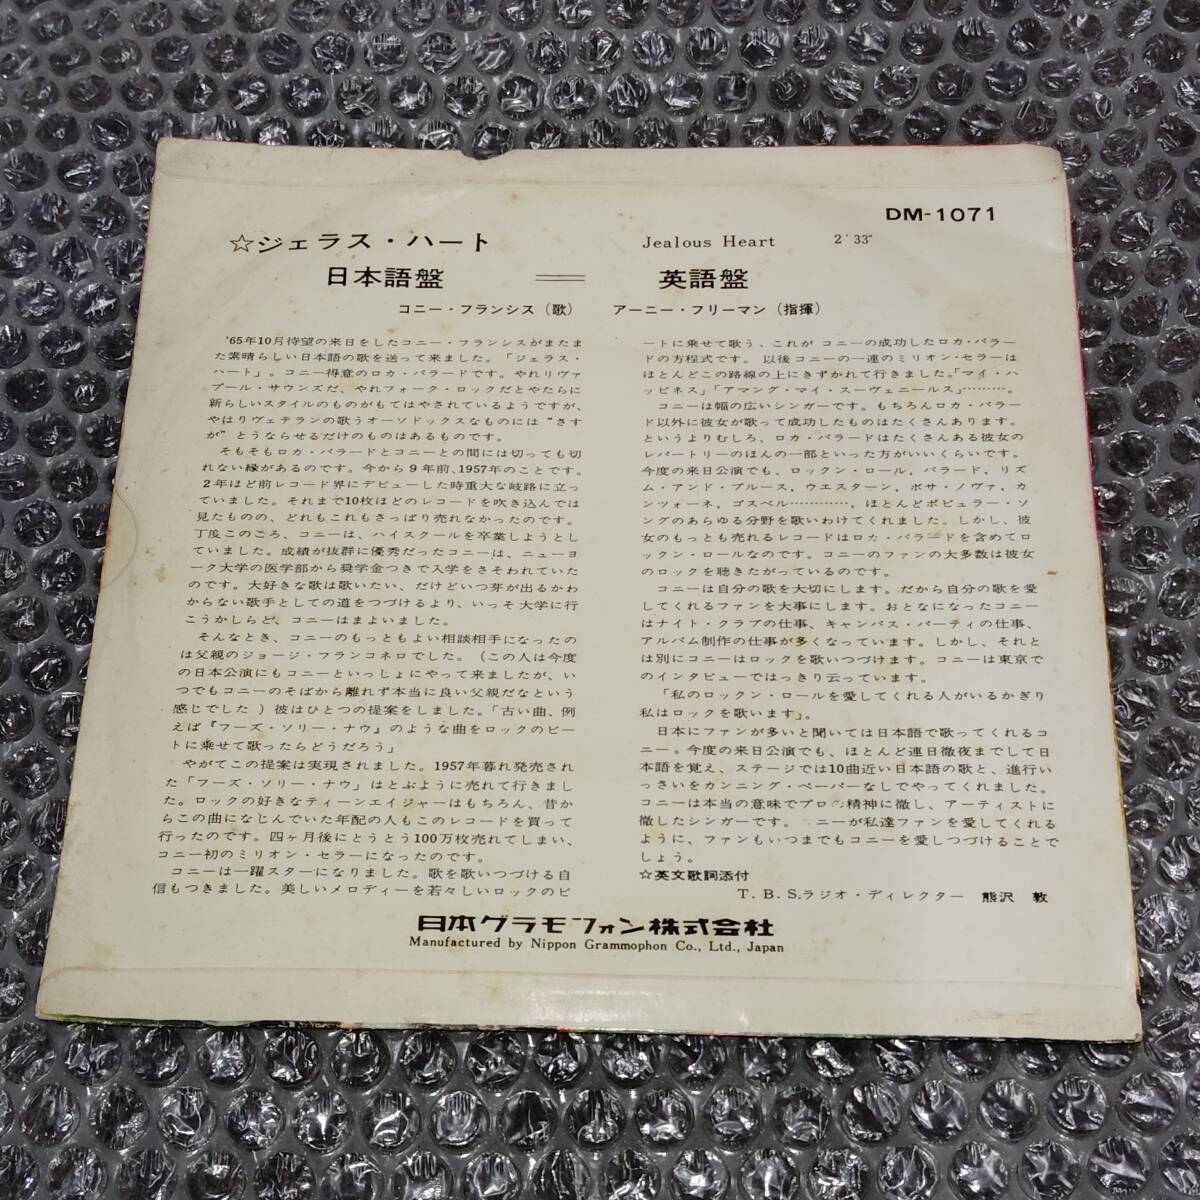 DM-1071
☆ジェラス・ハート Jealous Heart 2′33″
日本語盤 ═══ 英語盤
コニー・フランシス（歌） アーニー・フリーマン（指揮）
'65年10月待望の来日をしたコニー・フランシスがまたま
た素晴らしい日本語の歌を送って来ました。「ジェラス・
ハート」。コニー得意のロカ・バラードです。やれリヴァ
プール・サウンズだ、やれフォーク・ロックだとやたらに
新らしいスタイルのものがもてはやされているようですが、
やはりヴェテランの歌うオーソドックスなものには“さす
が”とうならせるだけのものはあるものです。
そもそもロカ・バラードとコニーとの間には切っても切
れない縁があるのです。今から9年前、1957年のことです。
2年ほど前レコード界にデビューした時重大な岐路に立っ
ていました。それまで10枚ほどのレコードを吹き込んでは
見たものの、どれもこれもさっぱり売れなかったのです。
丁度このころ、コニーは、ハイスクールを卒業しようとし
ていました。成績が抜群に優秀だったコニーは、ニューヨ
ーク大学の医学部から奨学金つきで入学をさそわれていた
のです。大好きな歌は歌いたい、だけどいつ芽が出るかわ
からない歌手としての道をつづけるより、いっそ大学に行
こうかしらと、コニーはまよいました。
そんなとき、コニーのもっともよい相談相手になったの
は父親のジョージ・フランコネロでした。（この人は今度
の日本公演にもコニーといっしょにやって来ましたが、い
つでもコニーのそばから離れず本当に良い父親だなという
感じでした ）彼はひとつの提案をしました。「古い曲、例
えば『フーズ・ソリー・ナウ』のような曲をロックのビー
トに乗せて歌ったらどうだろう」
やがてこの提案は実現されました。1957年暮れ発売され
た「フーズ・ソリー・ナウ」はとぶように売れて行きまし
た。ロックの好きなティーンエイジャーはもちろん、昔か
らこの曲になじんでいた年配の人もこのレコードを買って
行ったのです。四ヶ月後にとうとう100万枚売れてしまい、
コニー初のミリオン・セラーになったのです。
コニーは一躍スターになりました。歌を歌いつづける自
信もつきました。美しいメロディーを若々しいロックのビ
ートに乗せて歌う、これが コニーの成功したロカ・バラー
ドの方程式です。以後コニーの一連のミリオン・セラーは
ほとんどこの路線の上にきずかれて行きました。「マイ・ハ
ッピネス」「アマング・マイ・スーヴェニールス」………。
コニーは幅の広いシンガーです。もちろんロカ・バラー
ド以外に彼女が歌って成功したものはたくさんあります。
というよりむしろ、ロカ・バラードはたくさんある彼女の
レパートリーのほんの一部といった方がいいくらいです。
今度の来日公演でも、ロックン・ロール，バラード，リズ
ム・アンド・ブルース，ウエスターン，ボサ・ノヴァ，カ
ンツォーネ，ゴスペル…………，ほとんどポピュラー・ソ
ングのあらゆる分野を歌いわけてくれました。しかし、彼
女のもっとも売れるレコードはロカ・バラードを含めてロ
ックン・ロールなのです。コニーのファンの大多数は彼女
のロックを聴きたがっているのです。
コニーは自分の歌を大切にします。だから自分の歌を愛
してくれるファンを大事にします。おとなになったコニー
はナイト・クラブの仕事、キャンパス・パーティの仕事、
アルバム制作の仕事が多くなっています。しかし、それと
は別にコニーはロックを歌いつづけます。コニーは東京で
のインタビューではっきり云っています。
「私のロックン・ロールを愛してくれる人がいるかぎり
私はロックを歌います」。
日本にファンが多いと聞いては日本語で歌ってくれるコ
ニー。今度の来日公演でも、ほとんど連日徹夜までして日
本語を覚え、ステージでは10曲近い日本語の歌と、進行い
っさいをカンニング・ペーパーなしでやってくれました。
コニーは本当の意味でプロの精神に徹し、アーティストに
徹したシンガーです。 ニーが私達ファンを愛してくれる
ように、ファンもいつまでもコニーを愛しつづけることで
しょう。
☆英文歌詞添付
T.B.S.ラジオ・ディレクター 熊沢 敦
日本グラモフォン株式会社
Manufactured by Nippon Grammophon Co., Ltd., Japan